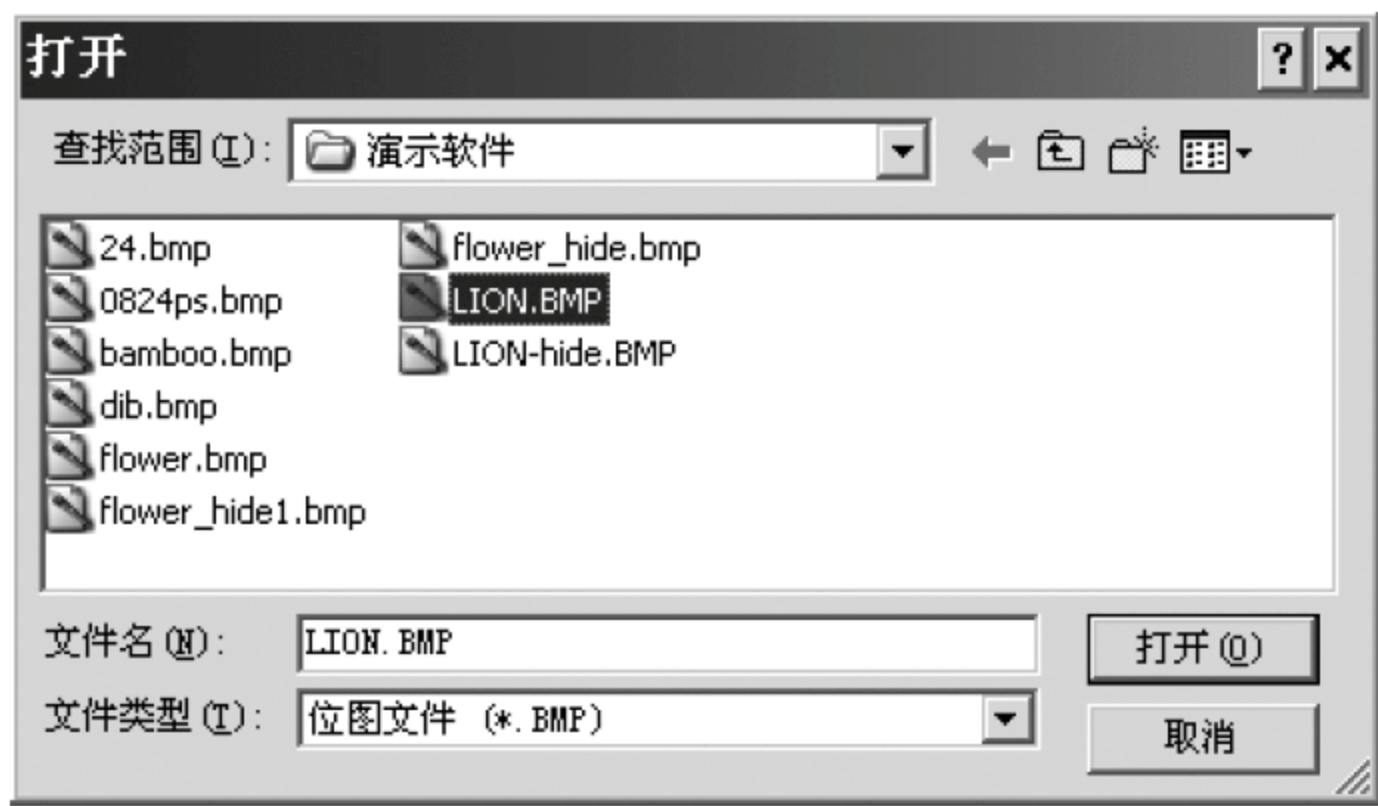 打开
查找范围(I): 演示软件
24.bmp
0824ps.bmp
bamboo.bmp
dib.bmp
flower.bmp
flower_hide1.bmp
flower_hide.bmp
LION.BMP
LION-hide.BMP
文件名(N): LION.BMP
打开(O)
文件类型(T): 位图文件 (*.BMP)
取消